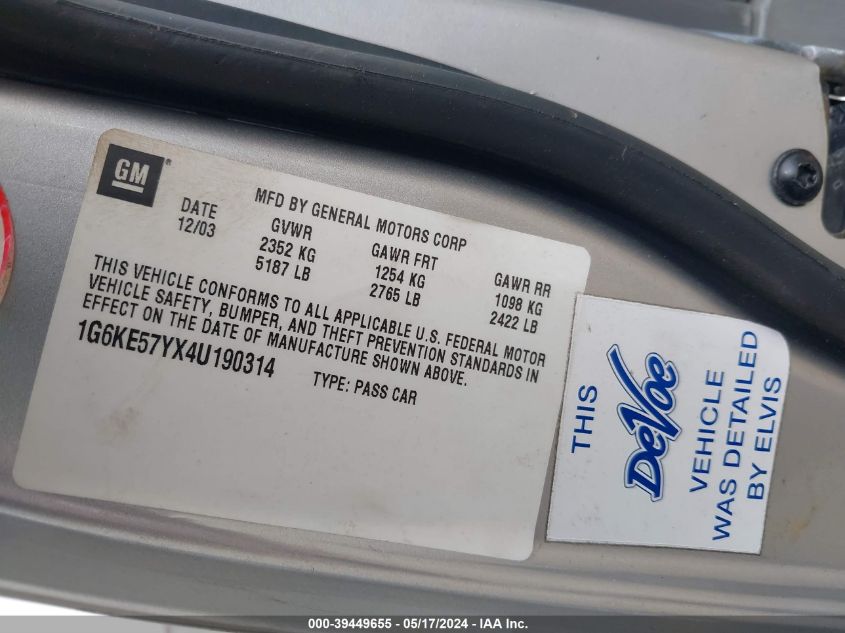 GM
MFD BY GENERAL MOTORS CORP
DATE GVWR GAWR FRT GAWR RR
12/03 2352 KG 1254 KG 1098 KG
5187 LB 2765 LB 2422 LB
THIS VEHICLE CONFORMS TO ALL APPLICABLE U.S. FEDERAL MOTOR
VEHICLE SAFETY, BUMPER, AND THEFT PREVENTION STANDARDS IN
EFFECT ON THE DATE OF MANUFACTURE SHOWN ABOVE.
1G6KE57YX4U190314 TYPE: PASS CAR
THIS
DeVoe
VEHICLE
WAS DETAILED
BY ELVIS
000-39449655 - 05/17/2024 - IAA Inc.